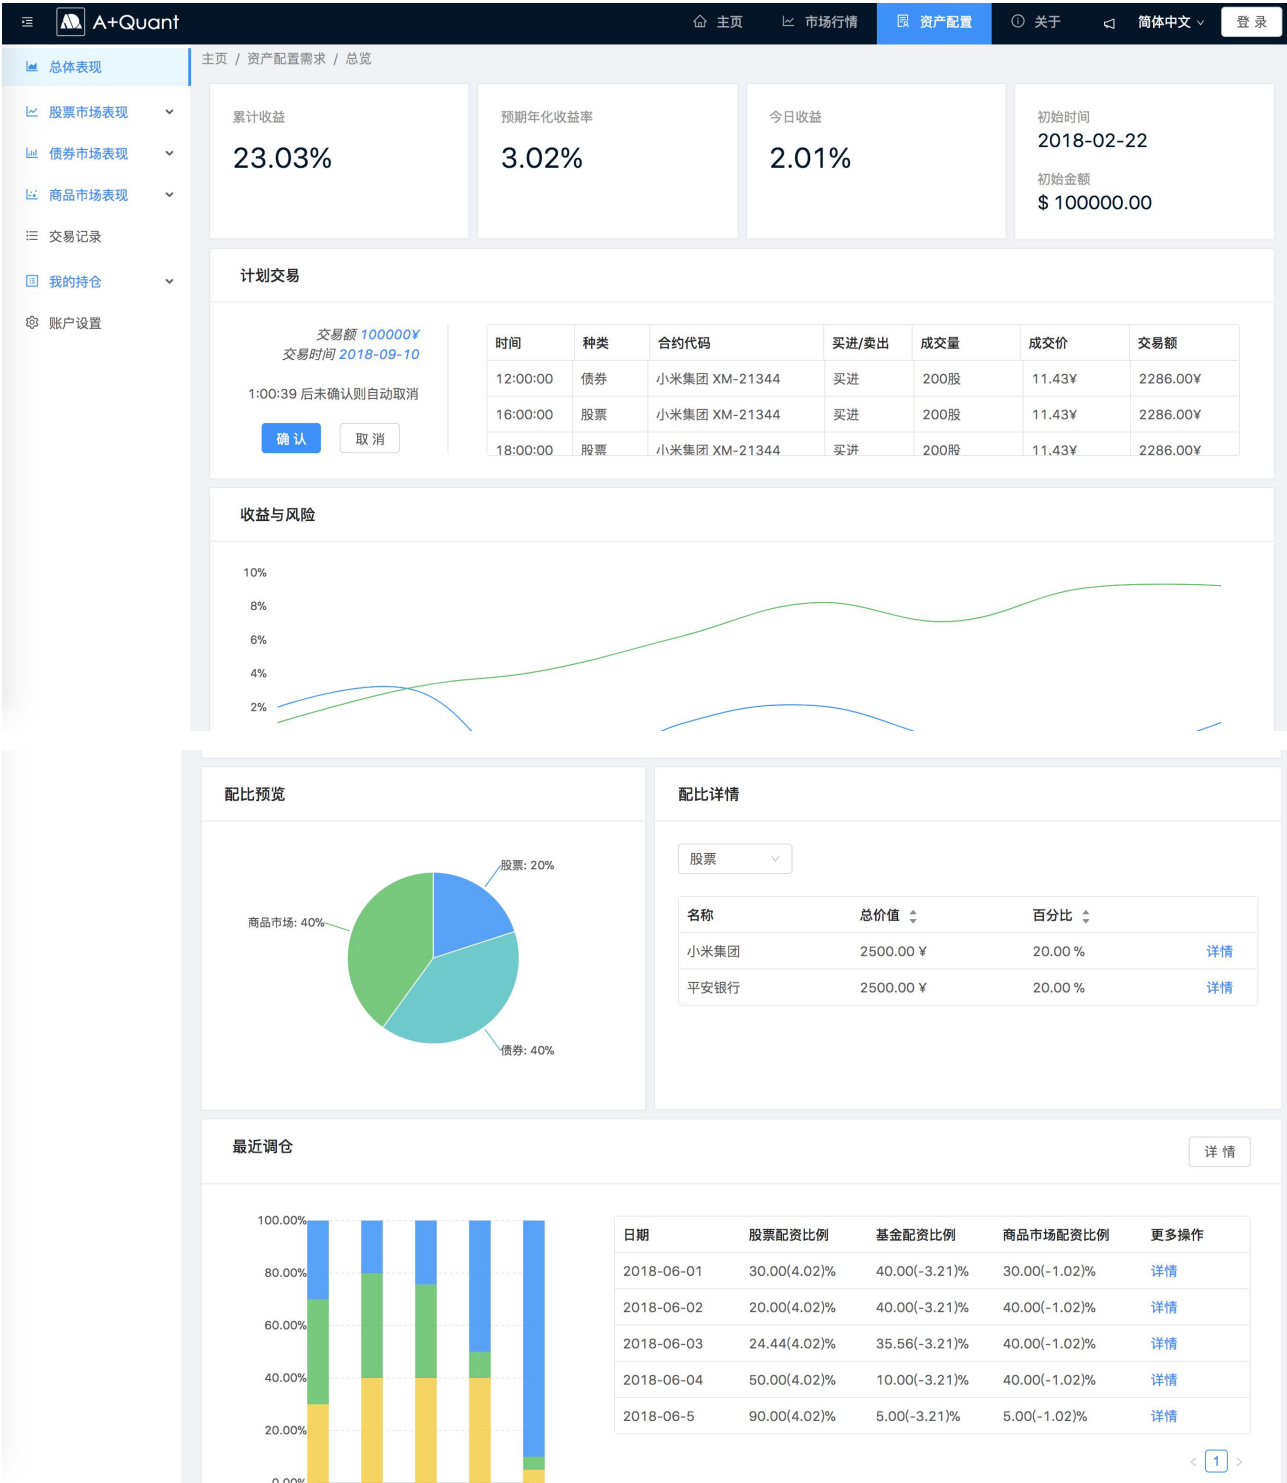 A+Quant 主页 市场行情 资产配置 关于 简体中文 登 录
总体表现
股票市场表现
债券市场表现
商品市场表现
交易记录
我的持仓
账户设置
主页 / 资产配置需求 / 总览
累计收益
23.03%
预期年化收益率
3.02%
今日收益
2.01%
初始时间
2018-02-22
初始金额
$ 100000.00
计划交易
交易额 100000¥
交易时间 2018-09-10
1:00:39 后未确认则自动取消
确 认 取 消
时间 种类 合约代码 买进/卖出 成交量 成交价 交易额
12:00:00 债券 小米集团 XM-21344 买进 200股 11.43¥ 2286.00¥
16:00:00 股票 小米集团 XM-21344 买进 200股 11.43¥ 2286.00¥
18:00:00 股票 小米集团 XM-21344 买进 200股 11.43¥ 2286.00¥
收益与风险
10%
8%
6%
4%
2%
配比预览
股票: 20%
商品市场: 40%
债券: 40%
配比详情
股票
名称 总价值 百分比
小米集团 2500.00 ¥ 20.00 % 详情
平安银行 2500.00 ¥ 20.00 % 详情
最近调仓
详 情
100.00%
80.00%
60.00%
40.00%
20.00%
0.00%
日期 股票配资比例 基金配资比例 商品市场配资比例 更多操作
2018-06-01 30.00(4.02)% 40.00(-3.21)% 30.00(-1.02)% 详情
2018-06-02 20.00(4.02)% 40.00(-3.21)% 40.00(-1.02)% 详情
2018-06-03 24.44(4.02)% 35.56(-3.21)% 40.00(-1.02)% 详情
2018-06-04 50.00(4.02)% 10.00(-3.21)% 40.00(-1.02)% 详情
2018-06-5 90.00(4.02)% 5.00(-3.21)% 5.00(-1.02)% 详情
< 1 >